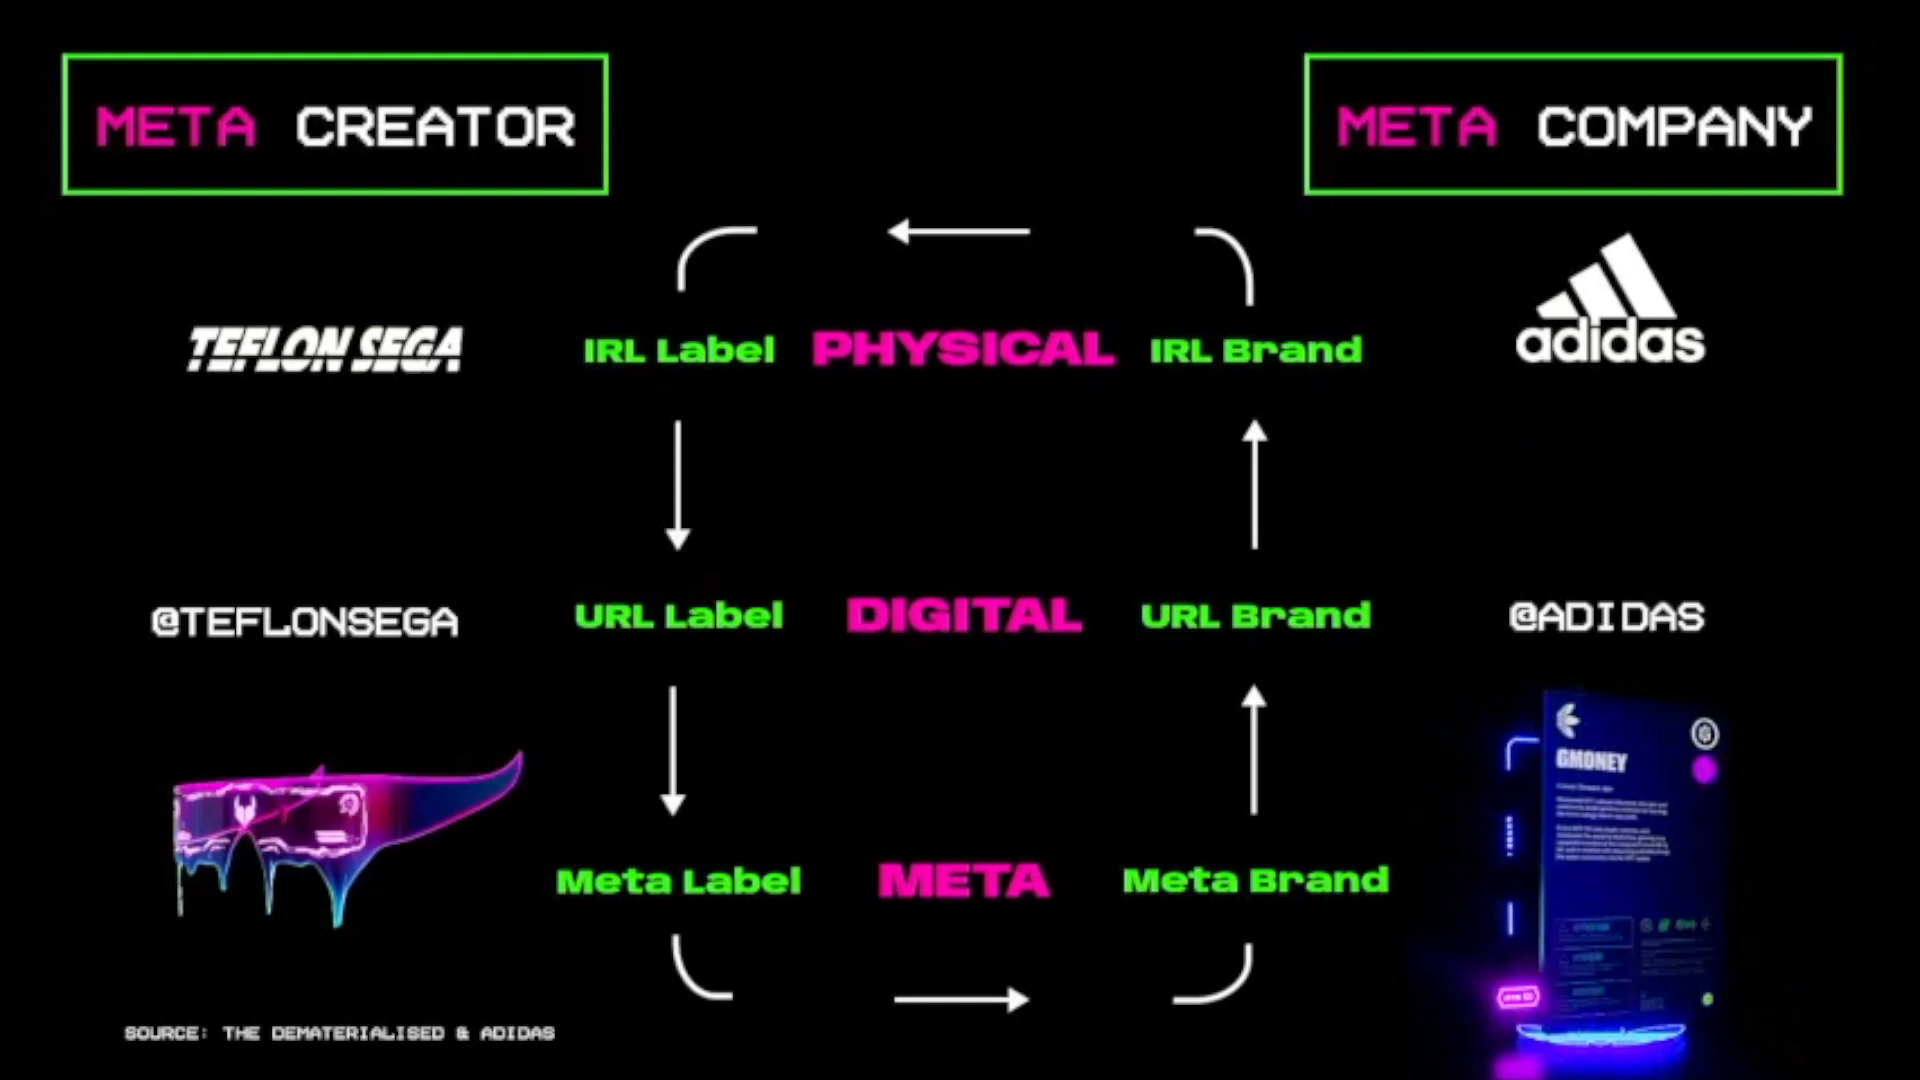 META CREATOR
META COMPANY
TEFLON SEGA
IRL Label
PHYSICAL
IRL Brand
adidas
@TEFLONSEGA
URL Label
DIGITAL
URL Brand
@ADIDAS
GMONEY
Meta Label
META
Meta Brand
SOURCE: THE DEMATERIALISED & ADIDAS